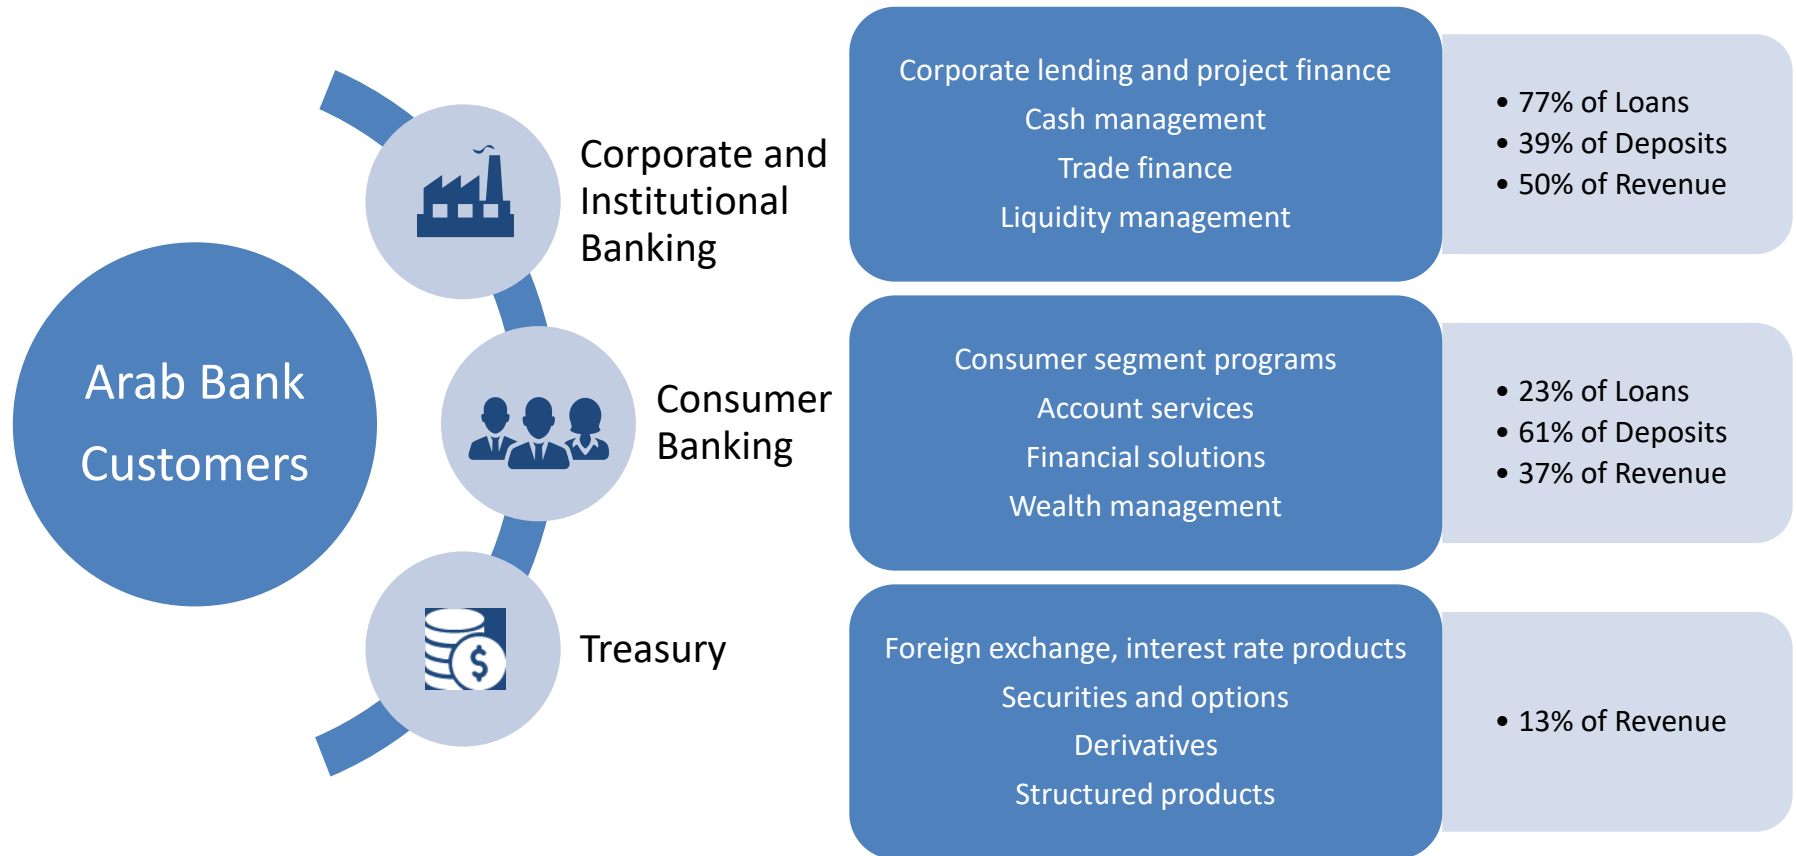 Arab Bank
Customers
Corporate and
Institutional
Banking
Corporate lending and project finance
Cash management
Trade finance
Liquidity management
• 77% of Loans
• 39% of Deposits
• 50% of Revenue
Consumer
Banking
Consumer segment programs
Account services
Financial solutions
Wealth management
• 23% of Loans
• 61% of Deposits
• 37% of Revenue
$
Treasury
Foreign exchange, interest rate products
Securities and options
Derivatives
Structured products
• 13% of Revenue